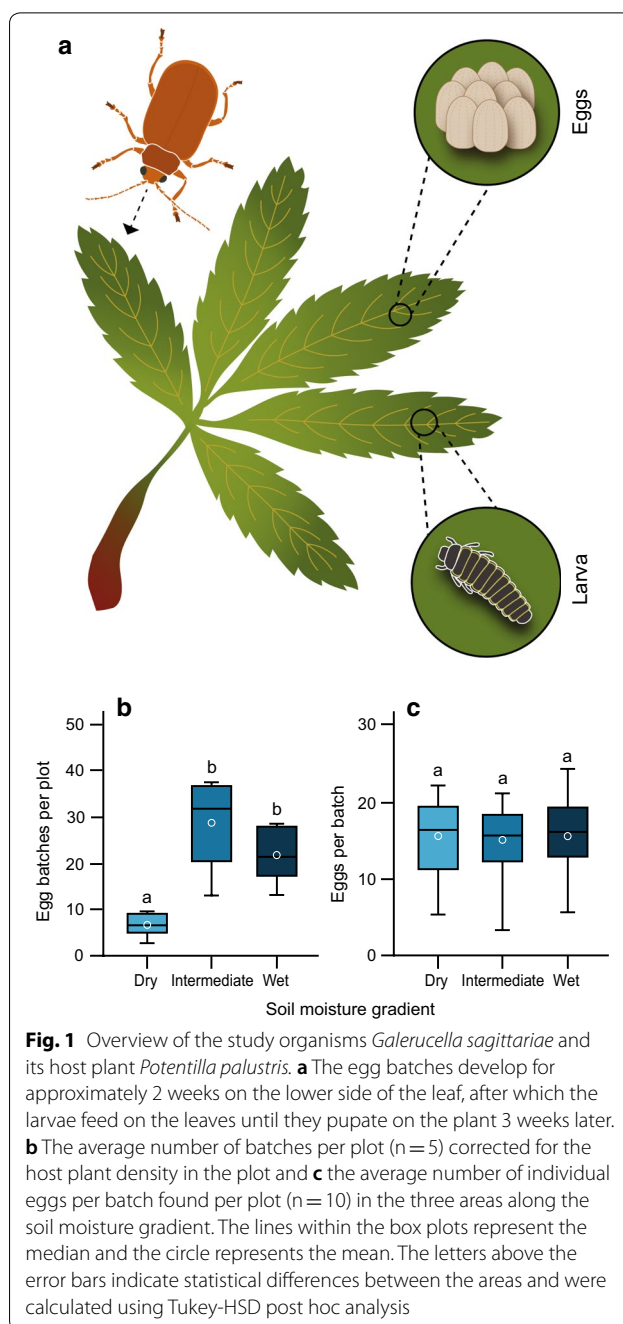 a
Eggs
Larva
b
50
40
30
20
10
0
Egg batches per plot
a
b
b
Dry Intermediate Wet
c
30
20
10
0
Eggs per batch
a
a
a
Dry Intermediate Wet
Soil moisture gradient
Fig. 1 Overview of the study organisms Galerucella sagittariae and
its host plant Potentilla palustris. a The egg batches develop for
approximately 2 weeks on the lower side of the leaf, after which the
larvae feed on the leaves until they pupate on the plant 3 weeks later.
b The average number of batches per plot (n = 5) corrected for the
host plant density in the plot and c the average number of individual
eggs per batch found per plot (n = 10) in the three areas along the
soil moisture gradient. The lines within the box plots represent the
median and the circle represents the mean. The letters above the
error bars indicate statistical differences between the areas and were
calculated using Tukey-HSD post hoc analysis